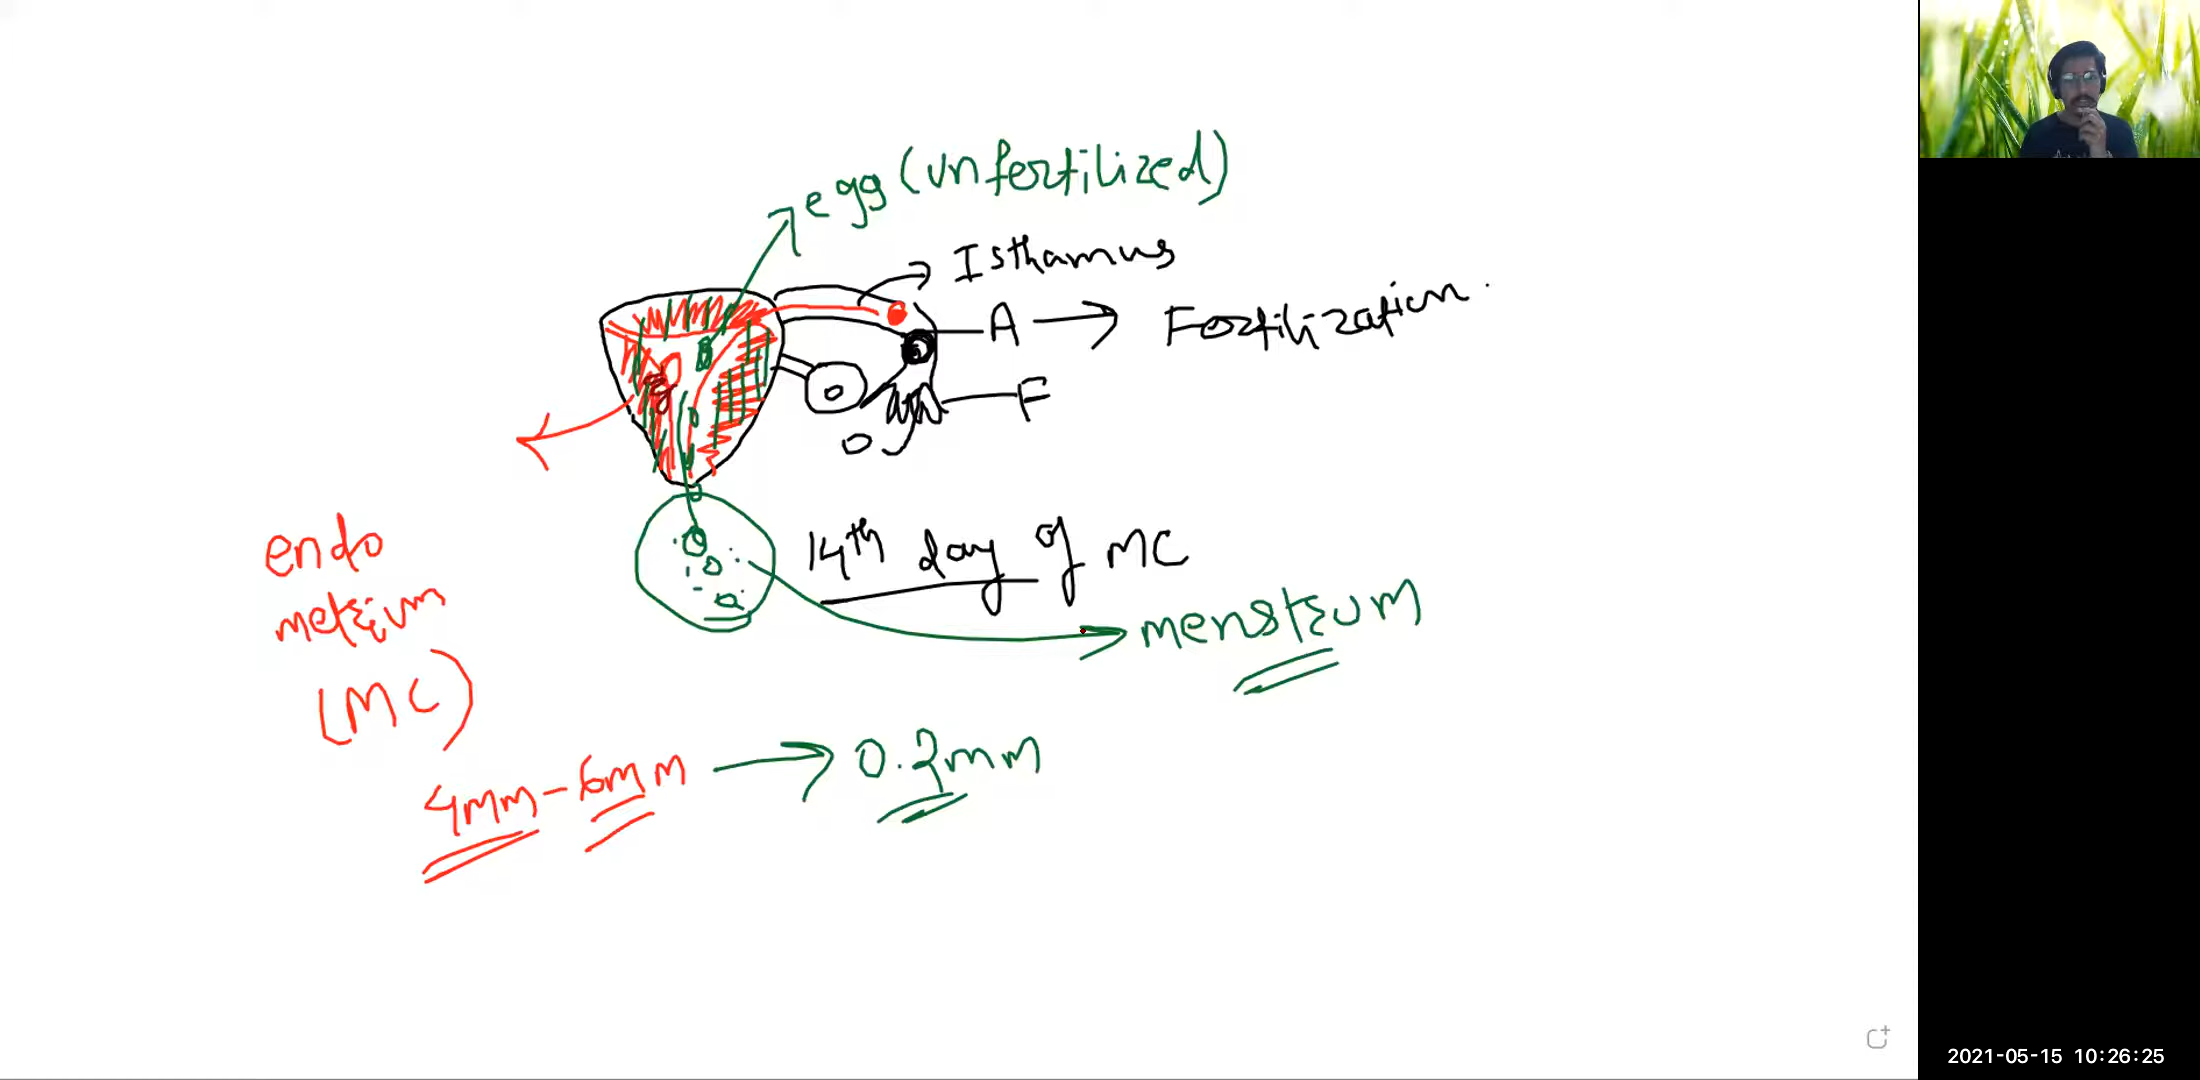 egg (unfertilized)
Isthamus
A → Fertilization.
F
14th day of MC
endo
metrium
(MC)
menstrum
4mm - 6mm → 0.2mm
2021-05-15 10:26:25